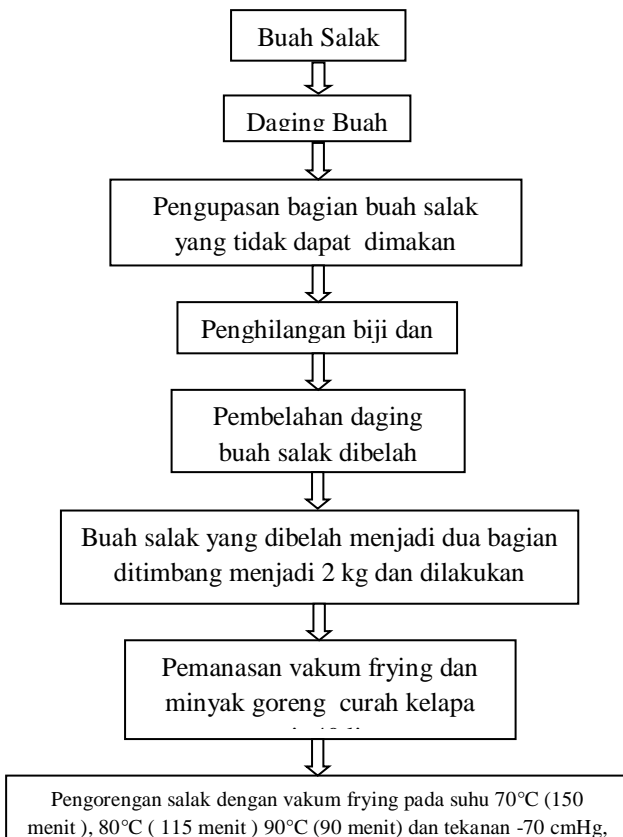 Buah Salak
Daging Buah
Pengupasan bagian buah salak
yang tidak dapat dimakan
Penghilangan biji dan
Pembelahan daging
buah salak dibelah
Buah salak yang dibelah menjadi dua bagian
ditimbang menjadi 2 kg dan dilakukan
Pemanasan vakum frying dan
minyak goreng curah kelapa
Pengorengan salak dengan vakum frying pada suhu 70°C (150
menit ), 80°C ( 115 menit ) 90°C (90 menit) dan tekanan -70 cmHg,